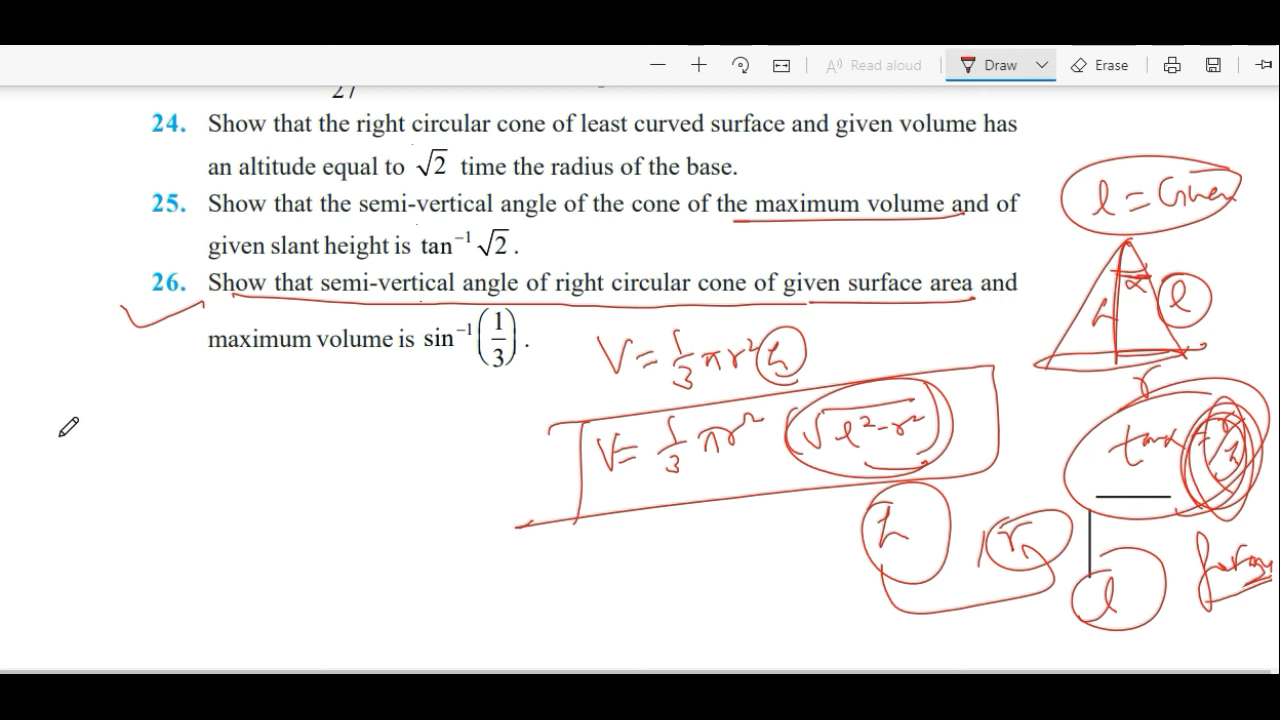 Read aloud
Draw
Erase
27
24. Show that the right circular cone of least curved surface and given volume has
an altitude equal to √2 time the radius of the base.
25. Show that the semi-vertical angle of the cone of the maximum volume and of
given slant height is tan⁻¹ √2 .
26. Show that semi-vertical angle of right circular cone of given surface area and
maximum volume is sin⁻¹ (1/3) .
l = Given
α
l
h
r
V = 1/3 πr² h
V = 1/3 πr² (√l² - r²)
tanα = r/h
h
r
l